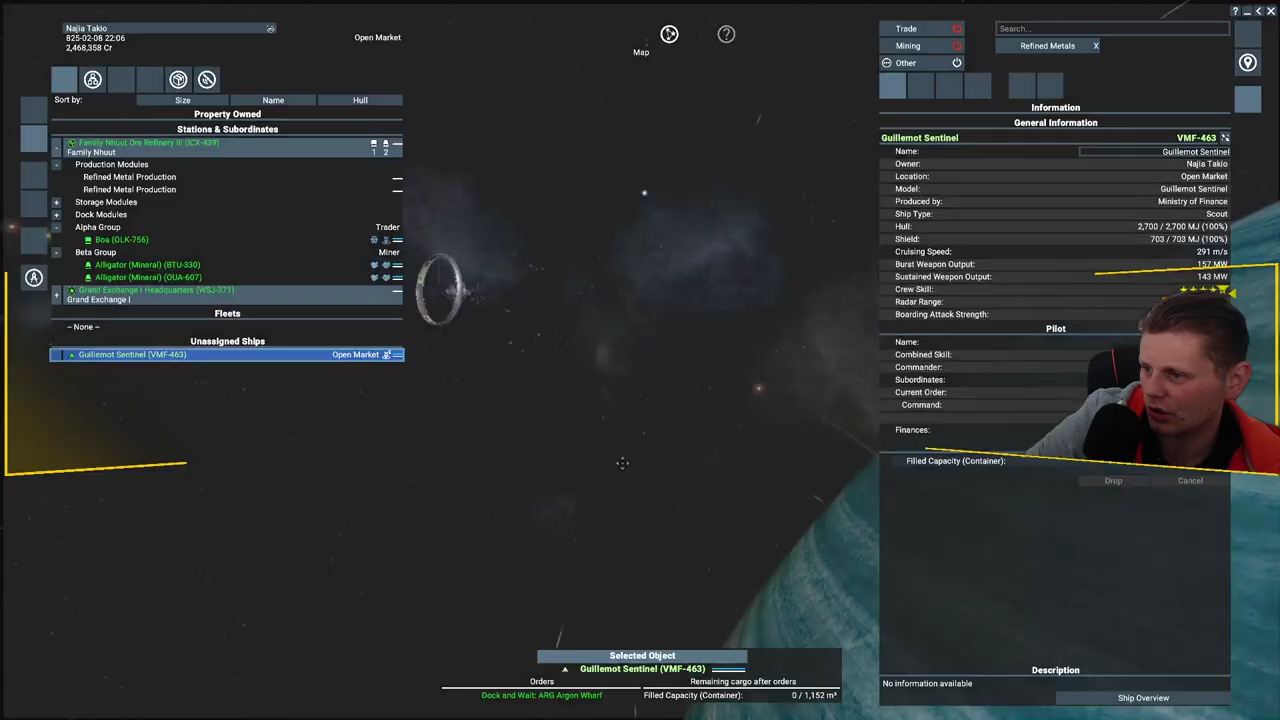 Najia Takio
825-02-08 22:06
2,468,358 Cr
Open Market
Map
?
Sort by:
Size
Name
Hull
Property Owned
Stations & Subordinates
Family Nhuut Ore Refinery III (ICX-439)
Family Nhuut
1 2
Production Modules
Refined Metal Production
Refined Metal Production
Storage Modules
Dock Modules
Alpha Group
Trader
Boa (OLK-756)
Beta Group
Miner
Alligator (Mineral) (BTU-330)
Alligator (Mineral) (OUA-607)
Grand Exchange I Headquarters (WSJ-371)
Grand Exchange I
Fleets
-- None --
Unassigned Ships
Guillemot Sentinel (VMF-463)
Open Market
Trade
Mining
Other
Search...
Refined Metals
X
Information
General Information
Guillemot Sentinel
VMF-463
Name:
Guillemot Sentinel
Owner:
Najia Takio
Location:
Open Market
Model:
Guillemot Sentinel
Produced by:
Ministry of Finance
Ship Type:
Scout
Hull:
2,700 / 2,700 MJ (100%)
Shield:
703 / 703 MJ (100%)
Cruising Speed:
291 m/s
Burst Weapon Output:
157 MW
Sustained Weapon Output:
143 MW
Crew Skill:
Radar Range:
Boarding Attack Strength:
Pilot
Name:
Combined Skill:
Commander:
Subordinates:
Current Order:
Command:
Finances:
Filled Capacity (Container):
Drop
Cancel
Description
No information available
Ship Overview
Selected Object
Guillemot Sentinel (VMF-463)
Orders
Remaining cargo after orders
Dock and Wait: ARG Argon Wharf
Filled Capacity (Container):
0 / 1,152 m³